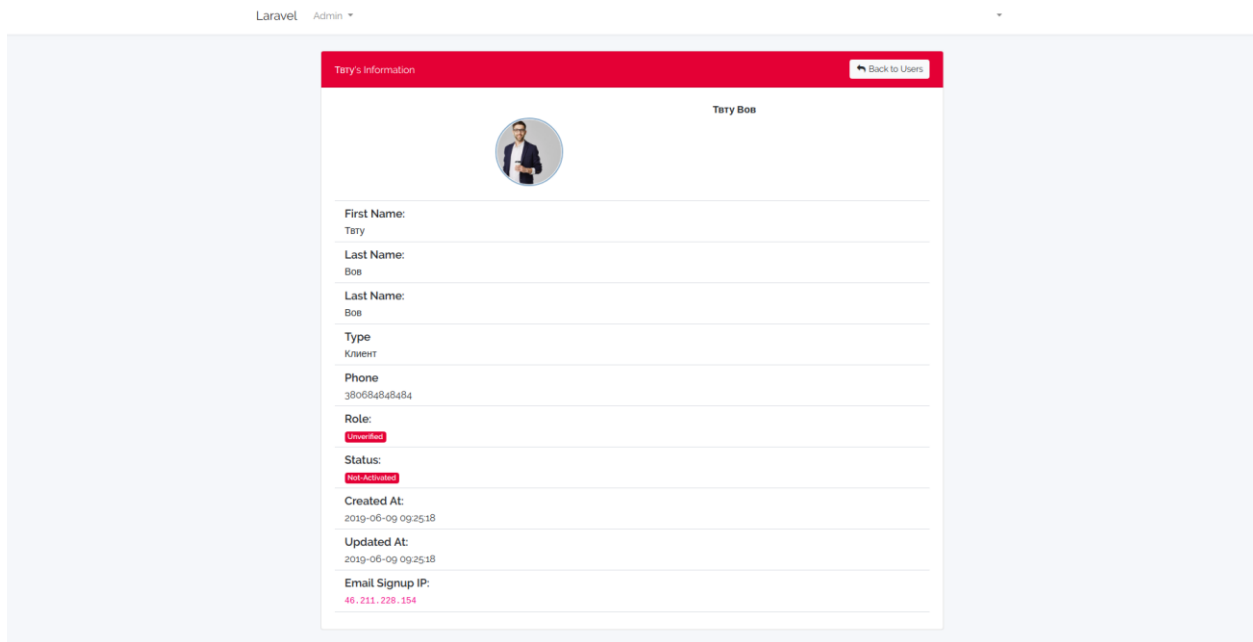 Laravel Admin
Твту's Information
Back to Users
Твту Вов
First Name:
Твту
Last Name:
Вов
Last Name:
Вов
Type
Клиент
Phone
380684848484
Role:
Unverified
Status:
Not-Activated
Created At:
2019-06-09 09:25:18
Updated At:
2019-06-09 09:25:18
Email Signup IP:
46.211.228.154